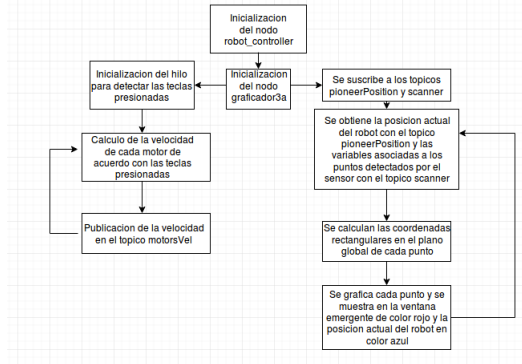 Inicializacion
del nodo
robot_controller
Inicializacion del hilo
para detectar las teclas
presionadas
Inicializacion
del nodo
graficador3a
Se suscribe a los topicos
pioneerPosition y scanner
Calculo de la velocidad
de cada motor de
acuerdo con las teclas
presionadas
Publicacion de la velocidad
en el topico motorsVel
Se obtiene la posicion actual
del robot con el topico
pioneerPosition y las
variables asociadas a los
puntos detectados por el
sensor con el topico scanner
Se calculan las coordenadas
rectangulares en el plano
global de cada punto
Se grafica cada punto y se
muestra en la ventana
emergente de color rojo y la
posicion actual del robot en
color azul